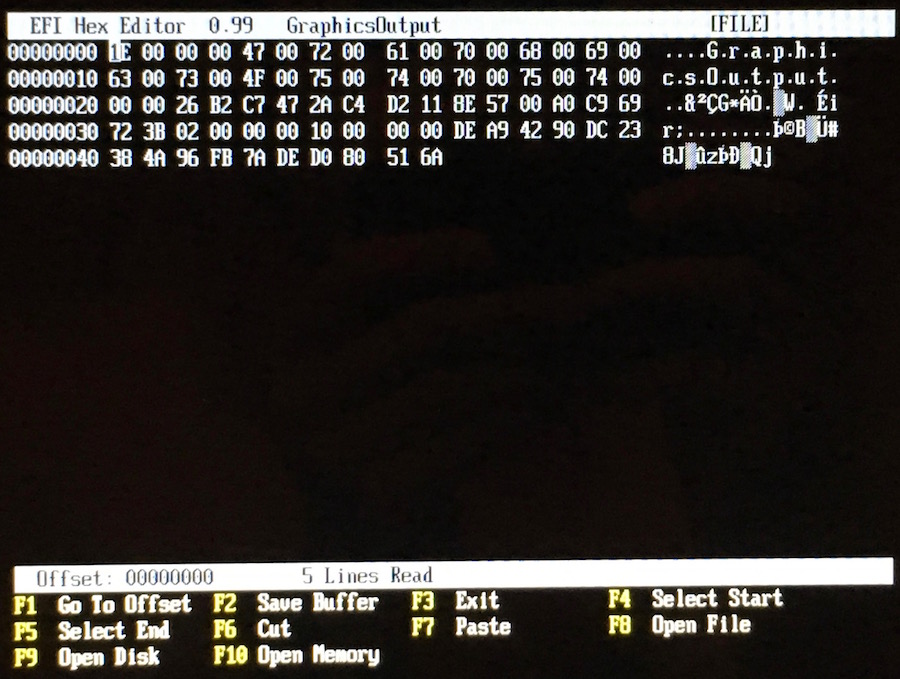 EFI Hex Editor 0.99 GraphicsOutput [FILE]
00000000 1E 00 00 00 47 00 72 00 61 00 70 00 68 00 69 00 ....G.r.a.p.h.i.
00000010 63 00 73 00 4F 00 75 00 74 00 70 00 75 00 74 00 c.s.O.u.t.p.u.t.
00000020 00 00 26 B2 C7 47 2A C4 D2 11 8E 57 00 A0 C9 69 ..&²ÇG*ÄÒ.▒W. Éi
00000030 72 3B 02 00 00 00 10 00 00 00 DE A9 42 90 DC 23 r;........Þ©B▒Ü#
00000040 38 4A 96 FB 7A DE D0 80 51 6A 8J▒ûzÞÐ▒Qj
Offset: 00000000 5 Lines Read
F1 Go To Offset F2 Save Buffer F3 Exit F4 Select Start
F5 Select End F6 Cut F7 Paste F8 Open File
F9 Open Disk F10 Open Memory